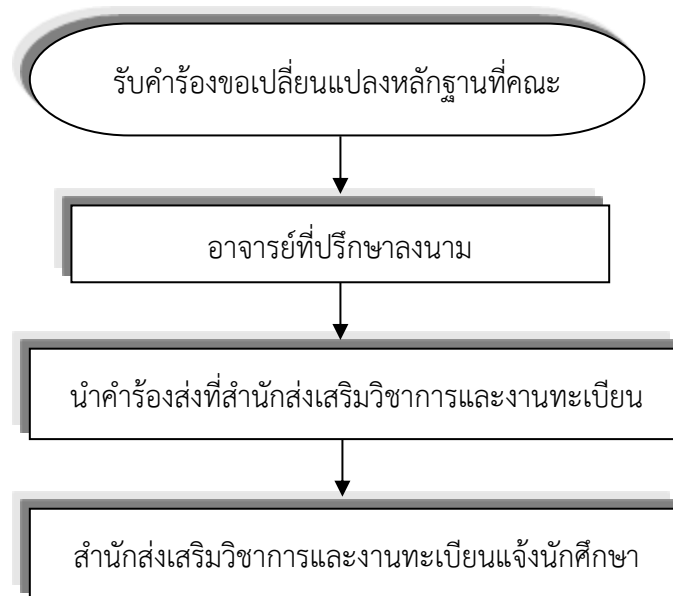 รับคำร้องขอเปลี่ยนแปลงหลักฐานที่คณะ
อาจารย์ที่ปรึกษาลงนาม
นำคำร้องส่งที่สำนักส่งเสริมวิชาการและงานทะเบียน
สำนักส่งเสริมวิชาการและงานทะเบียนแจ้งนักศึกษา